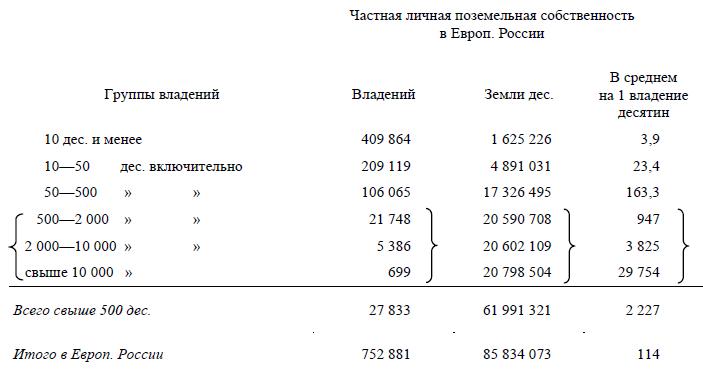 Частная личная поземельная собственность
в Европ. России
Группы владений Владений Земли дес. В среднем
на 1 владение
десятин
10 дес. и менее 409 864 1 625 226 3,9
10—50 дес. включительно 209 119 4 891 031 23,4
50—500 » » 106 065 17 326 495 163,3
500—2 000 » » 21 748 20 590 708 947
2 000—10 000 » » 5 386 20 602 109 3 825
свыше 10 000 » 699 20 798 504 29 754
Всего свыше 500 дес. 27 833 61 991 321 2 227
Итого в Европ. России 752 881 85 834 073 114